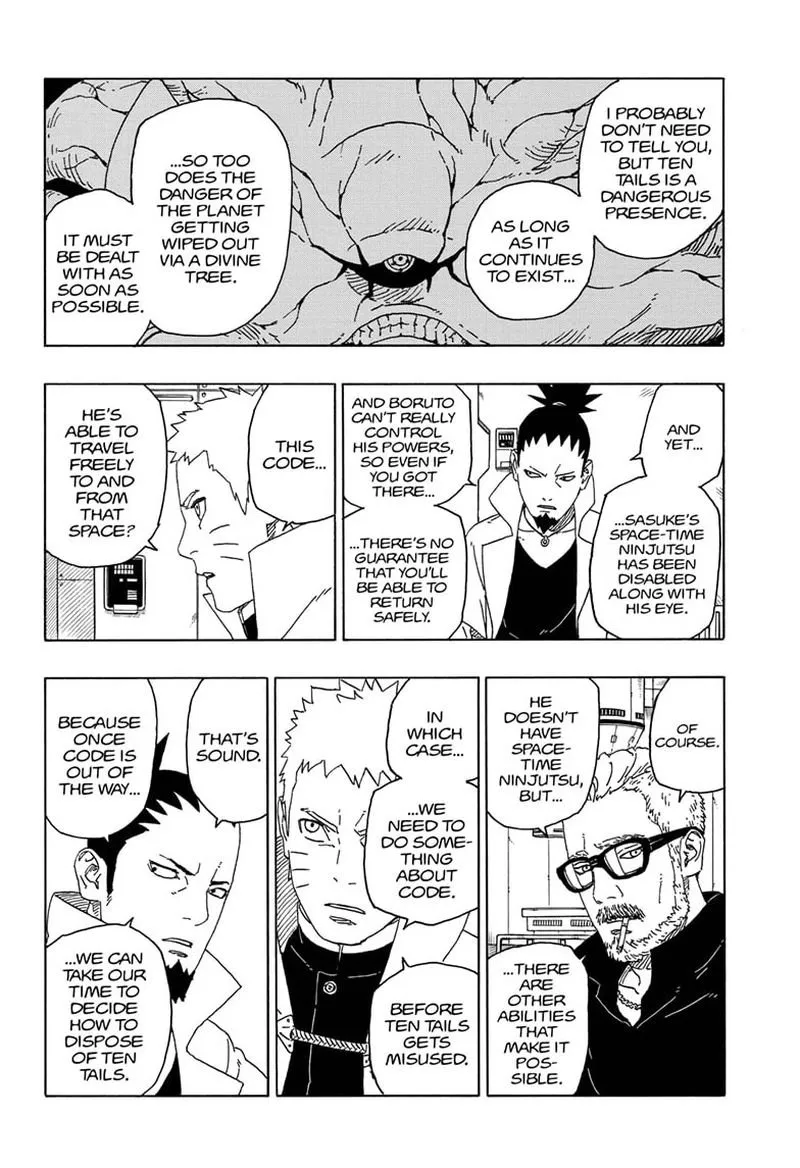 I PROBABLY
DON'T NEED
TO TELL YOU,
BUT TEN
TAILS IS A
DANGEROUS
PRESENCE.
AS LONG
AS IT
CONTINUES
TO EXIST...
...SO TOO
DOES THE
DANGER OF
THE PLANET
GETTING
WIPED OUT
VIA A DIVINE
TREE.
IT MUST
BE DEALT
WITH AS
SOON AS
POSSIBLE.
AND
YET...
...SASUKE'S
SPACE-TIME
NINJUTSU
HAS BEEN
DISABLED
ALONG WITH
HIS EYE.
AND BORUTO
CAN'T REALLY
CONTROL
HIS POWERS,
SO EVEN IF
YOU GOT
THERE...
...THERE'S NO
GUARANTEE
THAT YOU'LL
BE ABLE TO
RETURN
SAFELY.
THIS
CODE...
HE'S
ABLE TO
TRAVEL
FREELY
TO AND
FROM
THAT
SPACE?
OF
COURSE.
HE
DOESN'T
HAVE
SPACE-
TIME
NINJUTSU,
BUT...
...THERE
ARE
OTHER
ABILITIES
THAT
MAKE IT
POS-
SIBLE.
IN
WHICH
CASE...
...WE
NEED TO
DO SOME-
THING
ABOUT
CODE.
BEFORE
TEN TAILS
GETS
MISUSED.
THAT'S
SOUND.
BECAUSE
ONCE
CODE IS
OUT OF
THE WAY...
...WE CAN
TAKE OUR
TIME TO
DECIDE
HOW TO
DISPOSE
OF TEN
TAILS.